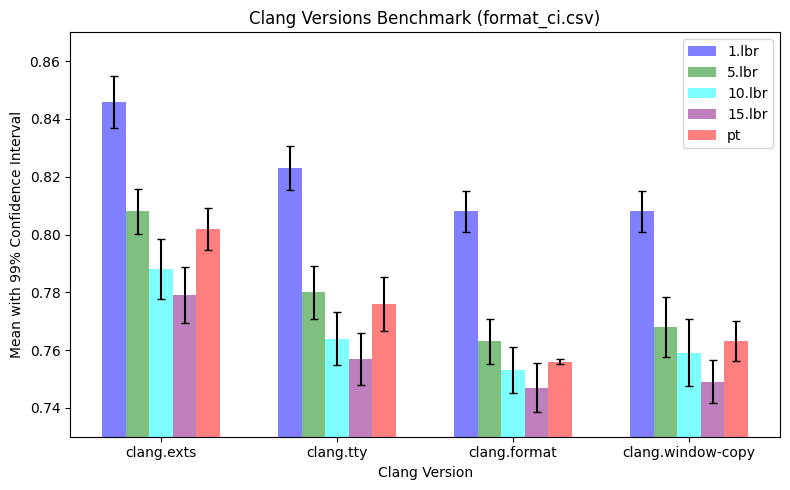 Clang Versions Benchmark (format_ci.csv)
Mean with 99% Confidence Interval
0.86
0.84
0.82
0.80
0.78
0.76
0.74
1.lbr
5.lbr
10.lbr
15.lbr
pt
clang.exts
clang.tty
clang.format
clang.window-copy
Clang Version